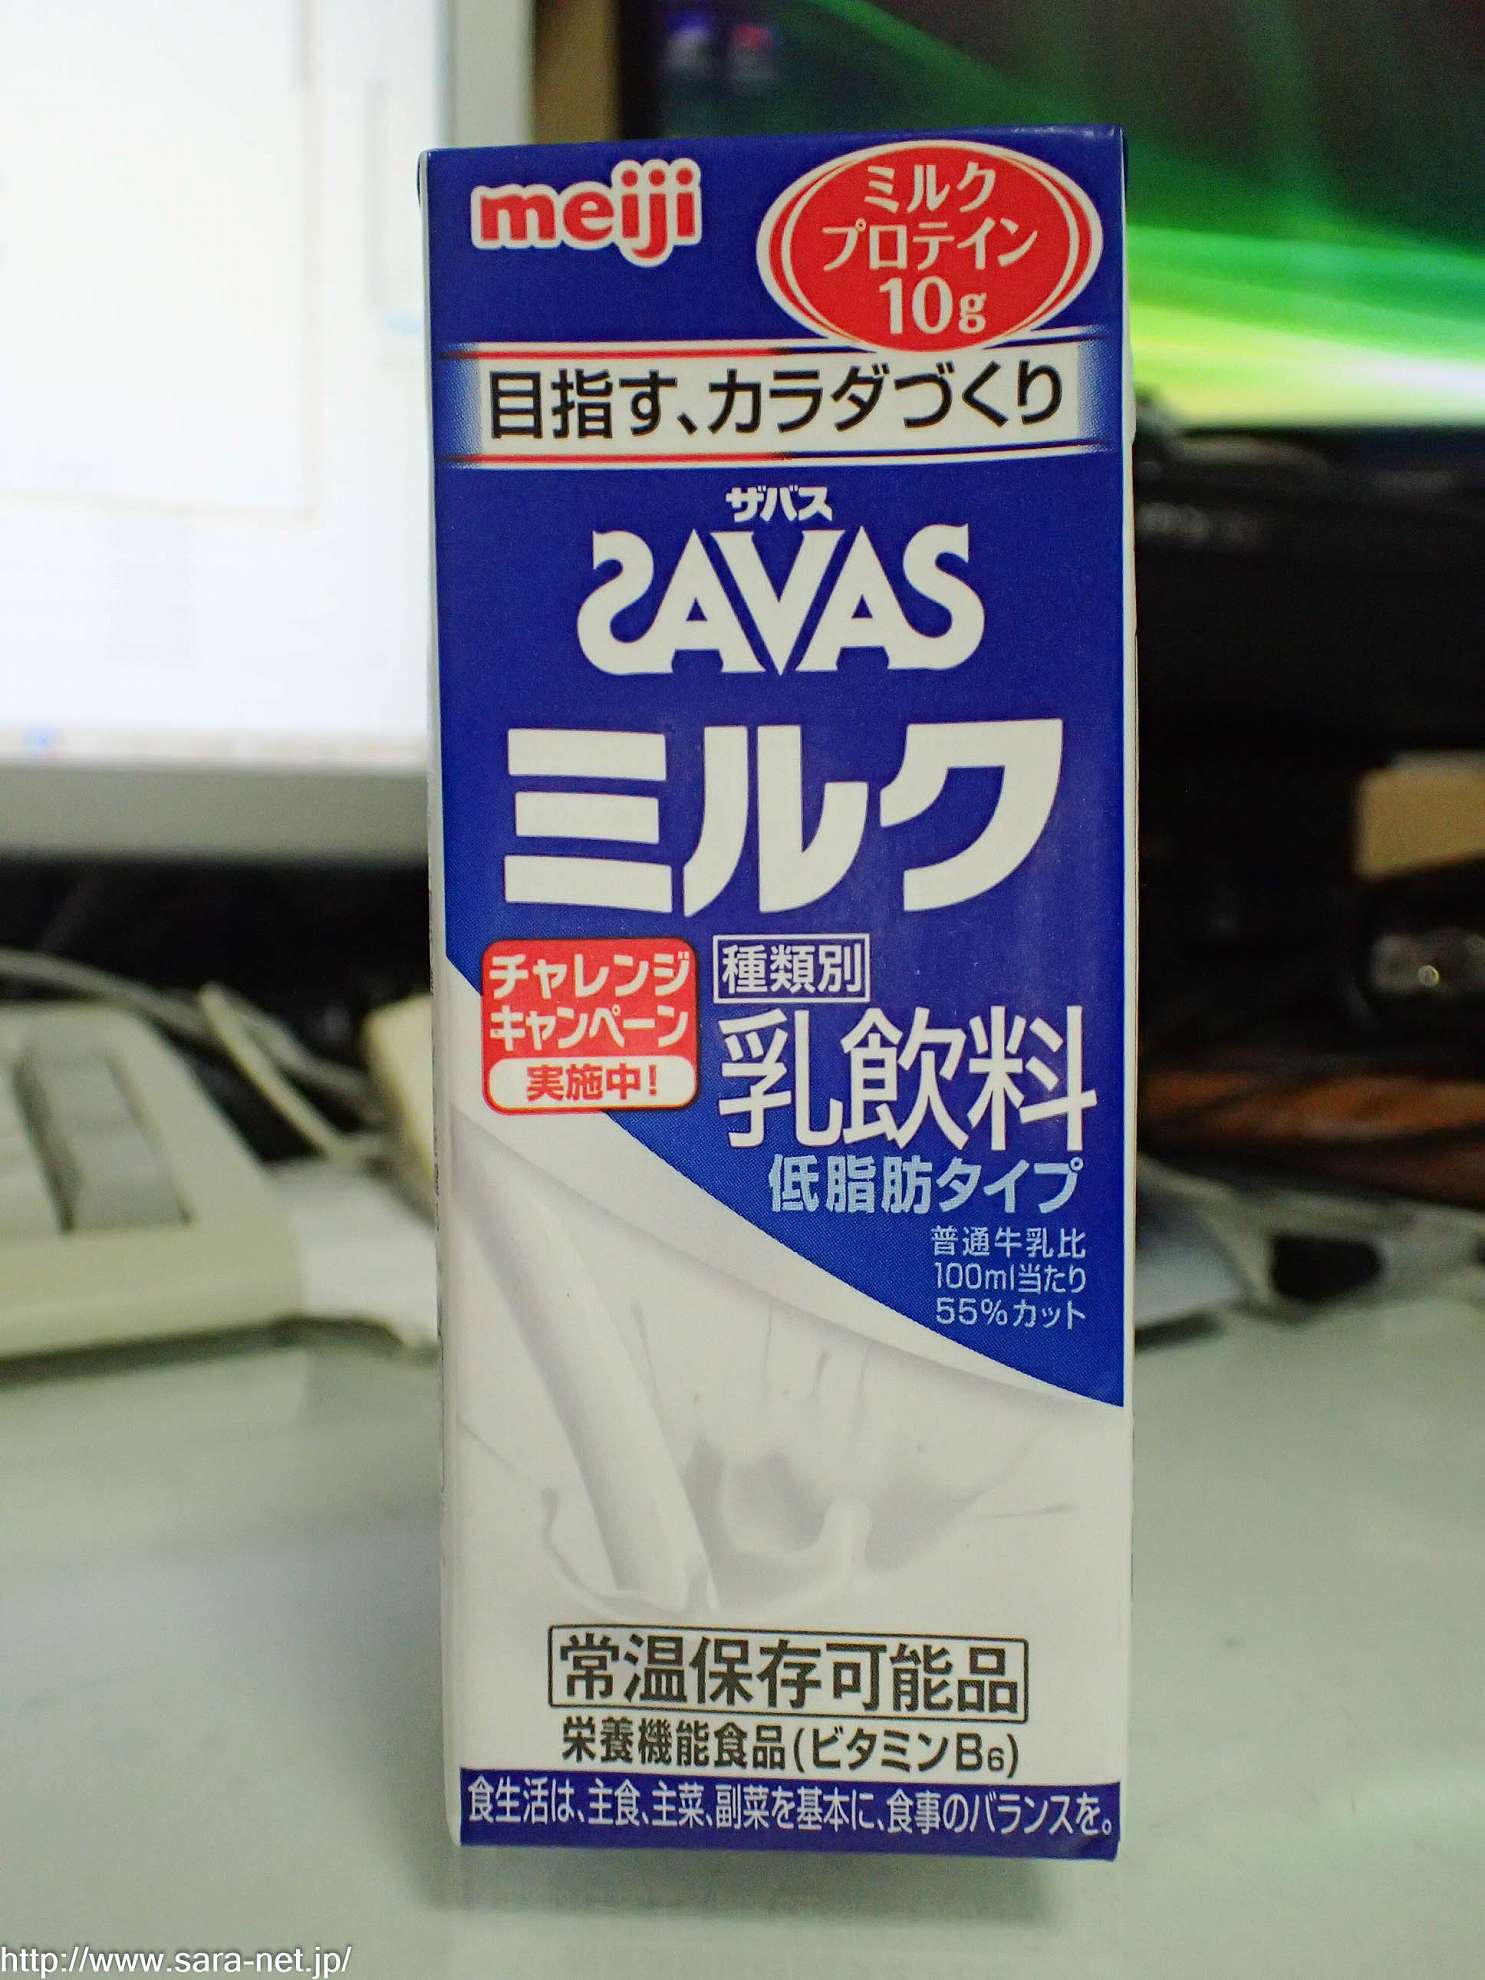 meiji
ミルク
プロテイン
10g
目指す、カラダづくり
ザバス
SAVAS
ミルク
チャレンジ
キャンペーン
実施中!
種類別
乳飲料
低脂肪タイプ
普通牛乳比
100ml当たり
55%カット
常温保存可能品
栄養機能食品(ビタミンB6)
食生活は、主食、主菜、副菜を基本に、食事のバランスを。
http://www.sara-net.jp/